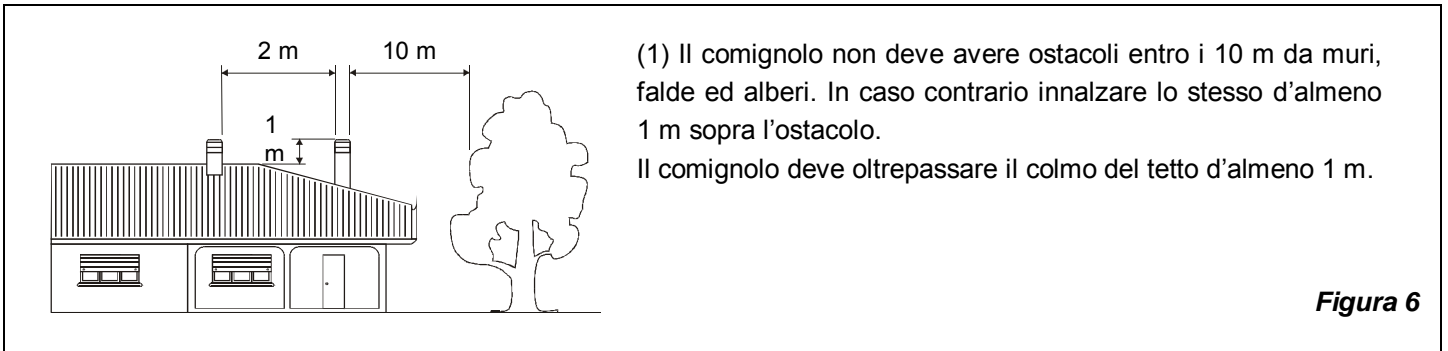 2 m
10 m
1
m
(1) Il comignolo non deve avere ostacoli entro i 10 m da muri,
falde ed alberi. In caso contrario innalzare lo stesso d’almeno
1 m sopra l’ostacolo.
Il comignolo deve oltrepassare il colmo del tetto d’almeno 1 m.
Figura 6